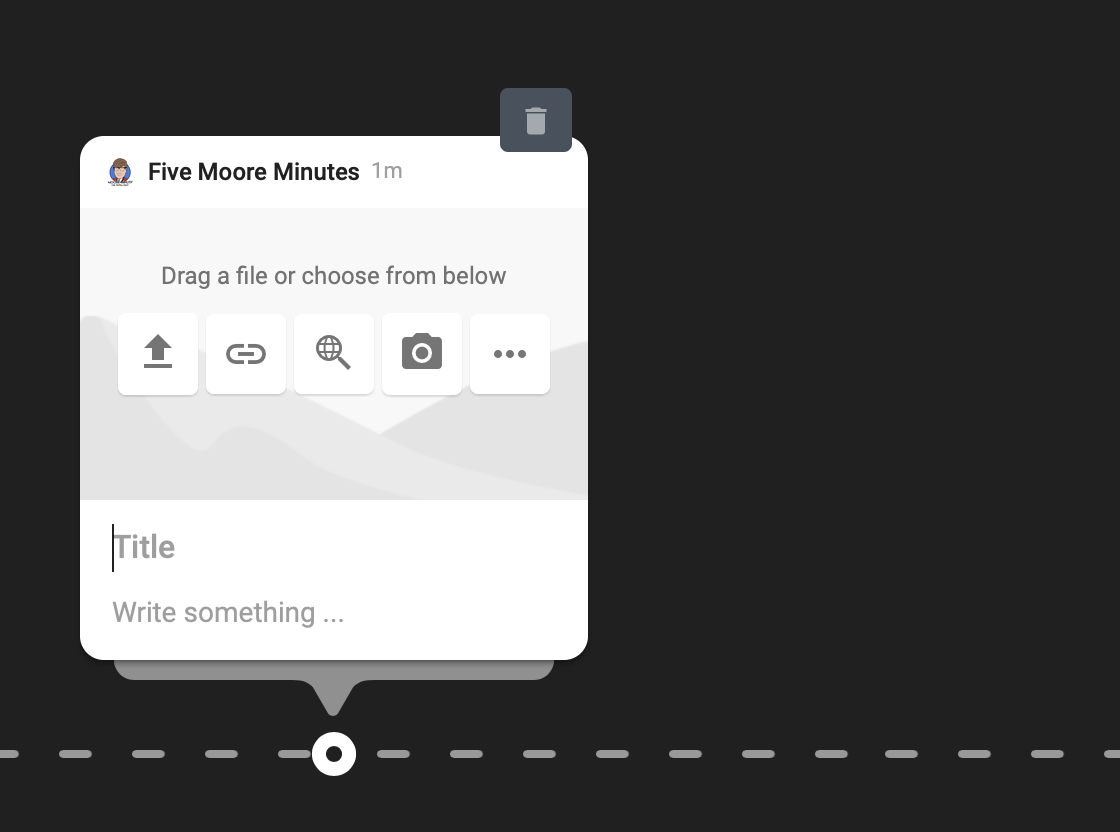 Five Moore Minutes 1m
Drag a file or choose from below
Title
Write something ...